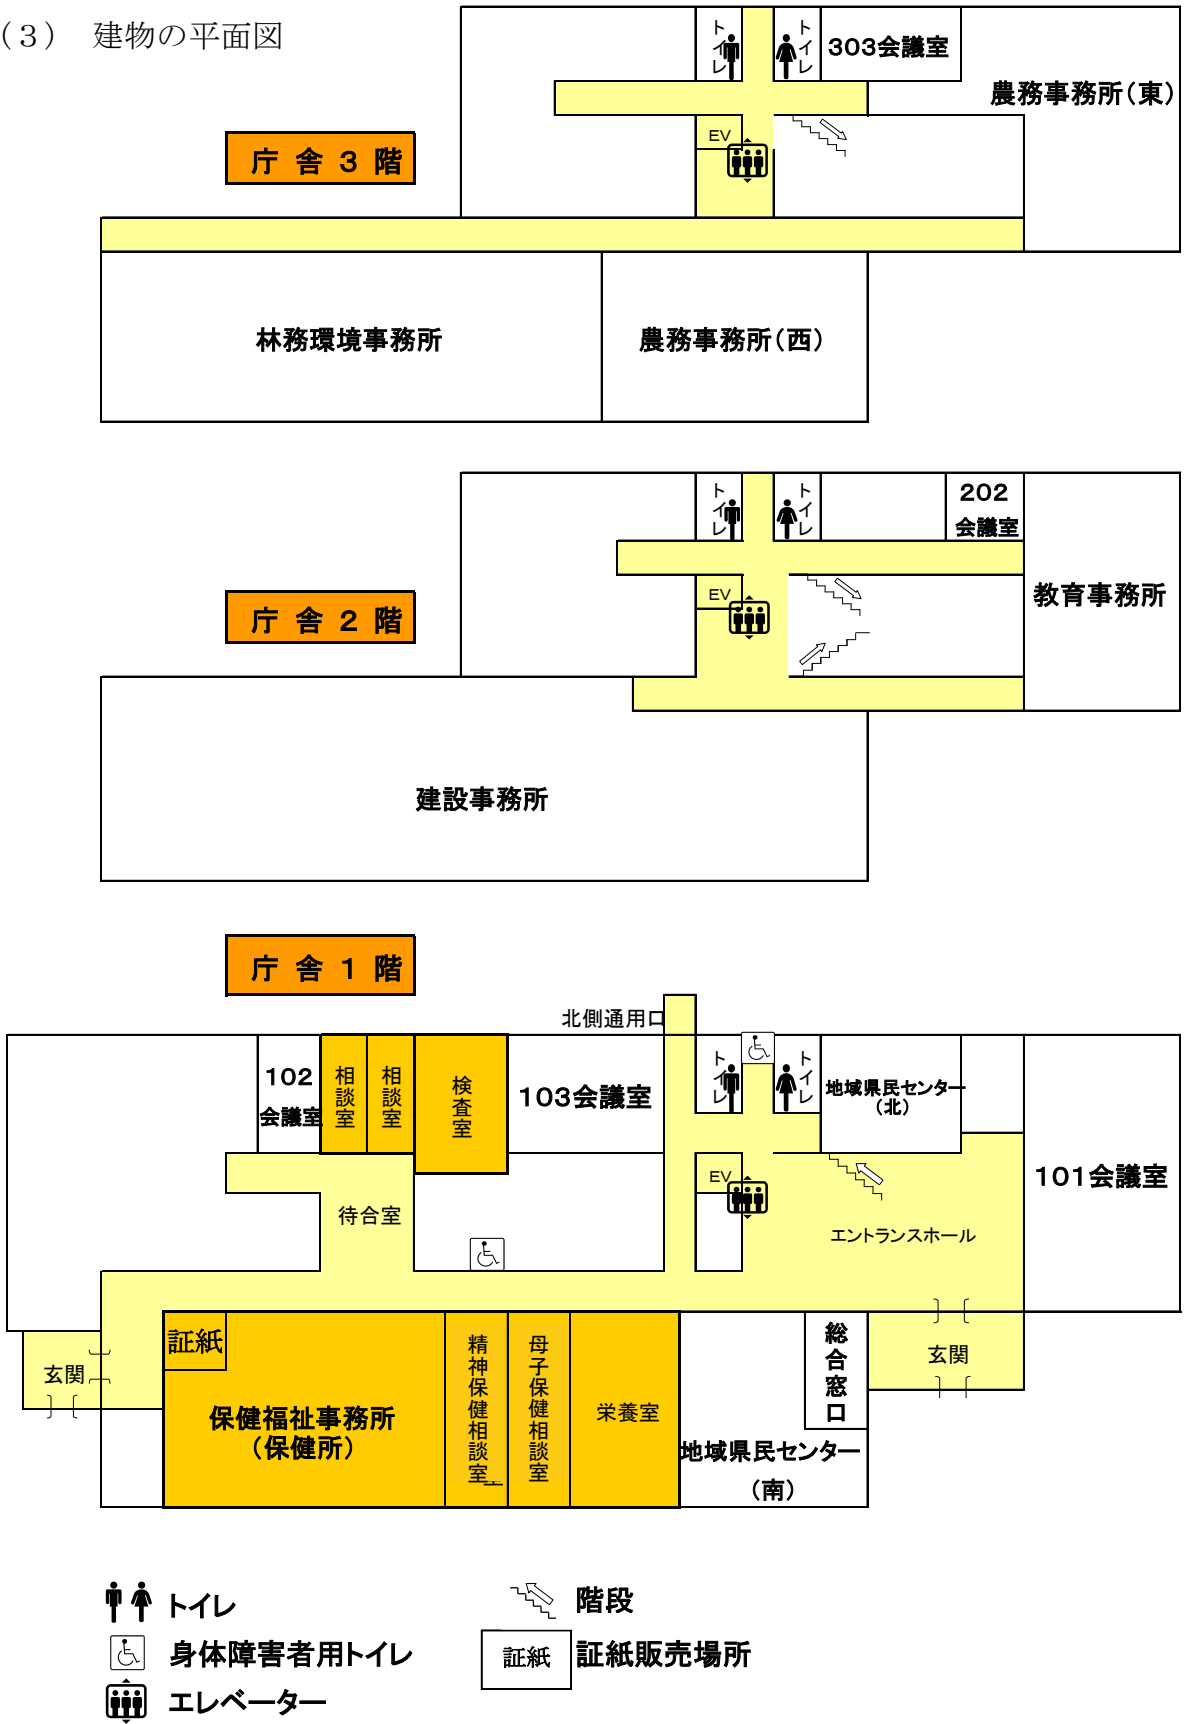 （３） 建物の平面図
トイレ
トイレ
303会議室
農務事務所（東）
EV
庁舎３階
林務環境事務所
農務事務所（西）
トイレ
トイレ
202
会議室
EV
教育事務所
庁舎２階
建設事務所
庁舎１階
北側通用口
102
会議室
相談室
相談室
検査室
103会議室
トイレ
トイレ
地域県民センター
（北）
EV
101会議室
待合室
エントランスホール
証紙
玄関
保健福祉事務所
（保健所）
精神保健相談室
母子保健相談室
栄養室
総合窓口
玄関
地域県民センター
（南）
トイレ
階段
身体障害者用トイレ
証紙
証紙販売場所
エレベーター